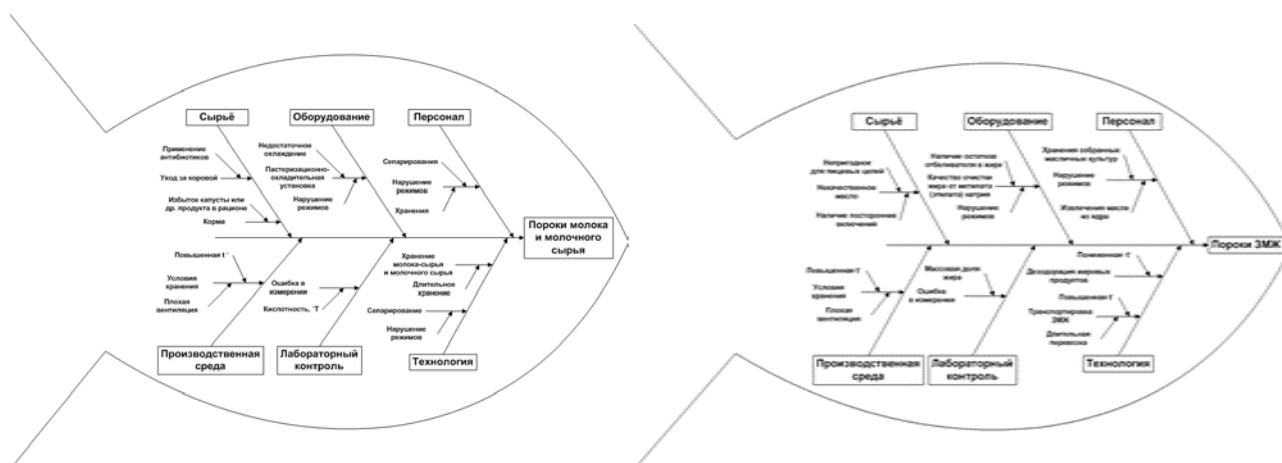 Сырьё
Оборудование
Персонал
Применение
антибиотиков
Уход за коровой
Избыток капусты или
др. продукта в рационе
Корма
Недостаточное
охлаждение
Пастеризационно-
охладительная
установка
Нарушение
режимов
Сепарирования
Нарушение
режимов
Хранения
Пороки молока
и молочного
сырья
Повышенная t°
Условия
хранения
Плохая
вентиляция
Ошибка в
измерении
Кислотность, °Т
Хранение
молока-сырья
и молочного сырья
Длительное
хранение
Сепарирование
Нарушение
режимов
Производственная
среда
Лабораторный
контроль
Технология
Сырьё
Оборудование
Персонал
Непригодное
для пищевых целей
Некачественное
масло
Наличие посторонних
включений
Наличие остатков
отбеливателя в жире
Качество очистки
жира от метилата
(этилата) натрия
Нарушение
режимов
Хранения собранных
масличных культур
Нарушение
режимов
Извлечения масла
из ядра
Пороки ЗМЖ
Повышенная t°
Условия
хранения
Плохая
вентиляция
Массовая доля
жира
Ошибка
в измерении
Пониженная t°
Дезодорация жировых
продуктов
Повышенная t°
Транспортировка
ЗМЖ
Длительная
перевозка
Производственная
среда
Лабораторный
контроль
Технология